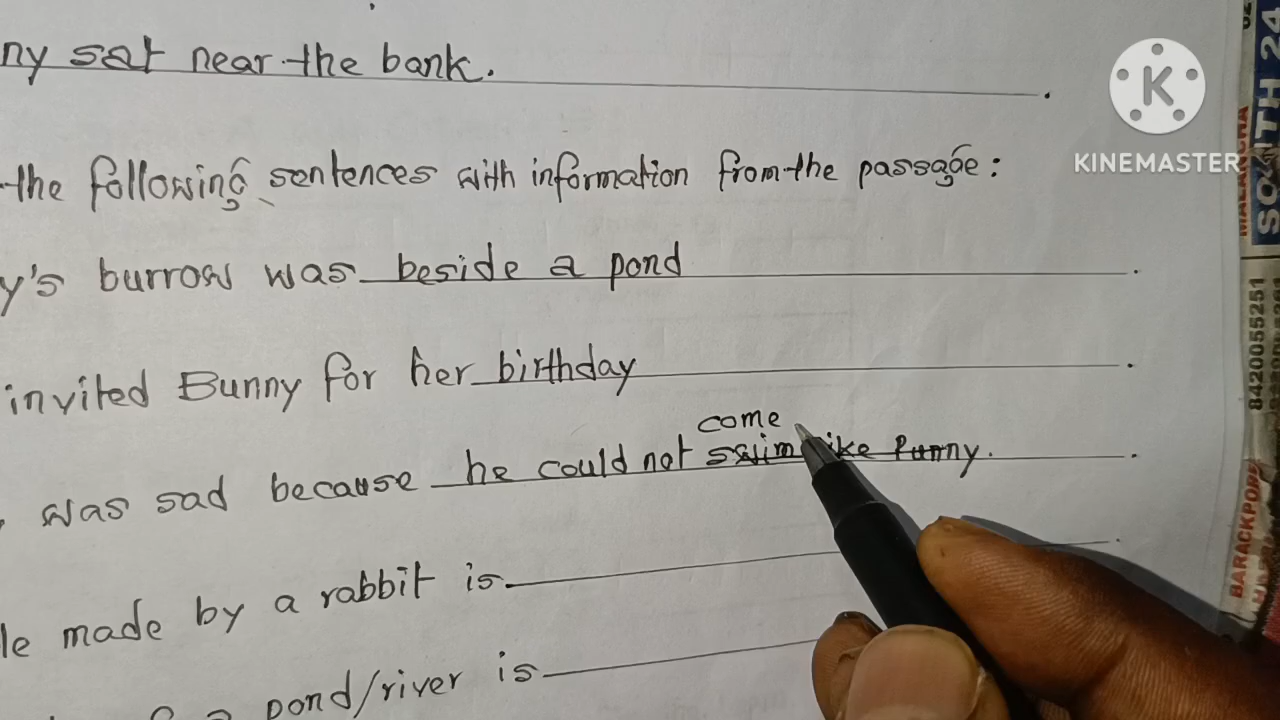 ny sat near the bank.
K
KINEMASTER
the following sentences with information from the passage:
y's burrow was beside a pond.
invited Bunny for her birthday.
come
was sad because he could not swim like Punny.
le made by a rabbit is
pond/river is
SOUTH 24
8420055251
BARACKPORE